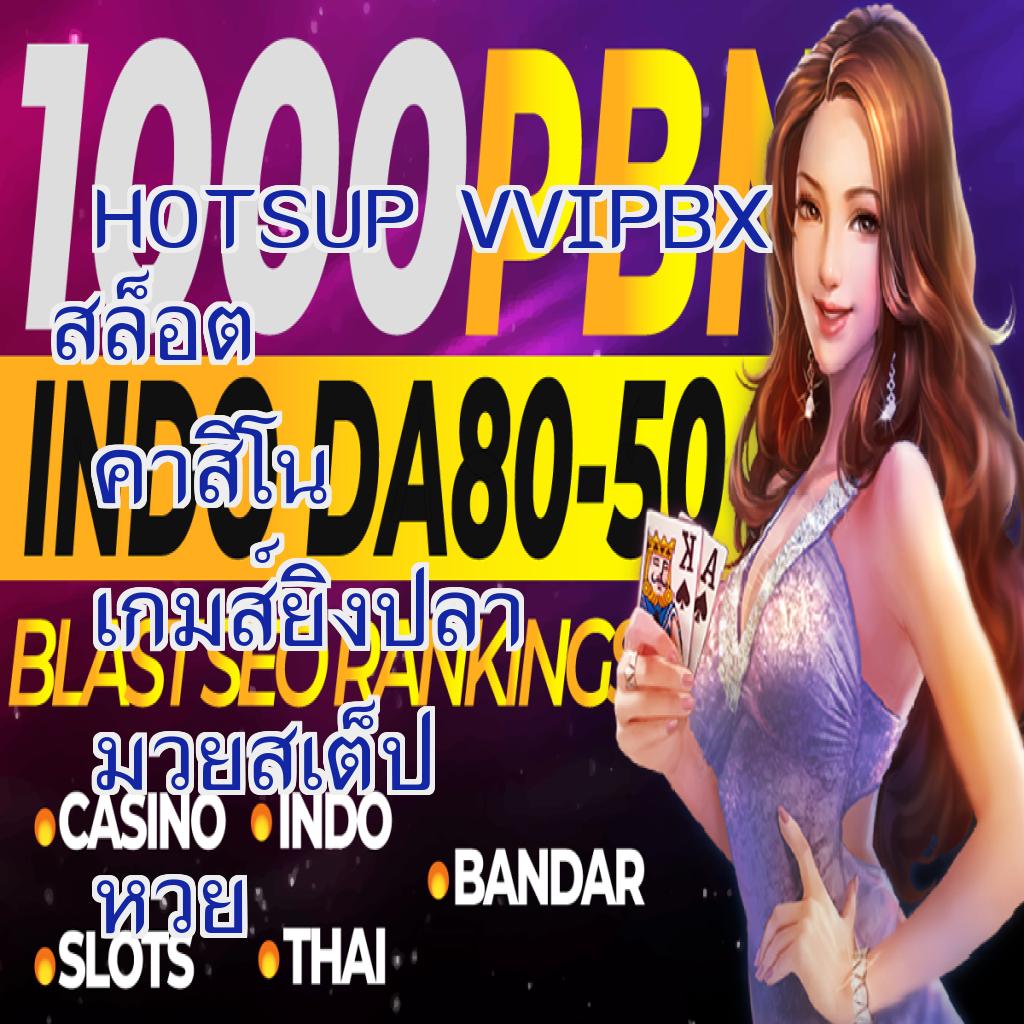 1000PBN
HOTSUP VVIPBX
สล็อต
INDO DA80-50
คาสิโน
เกมส์ยิงปลา
BLAST SEO RANKINGS
มวยสเต็ป
CASINO
INDO
BANDAR
หวย
SLOTS
THAI
K
A